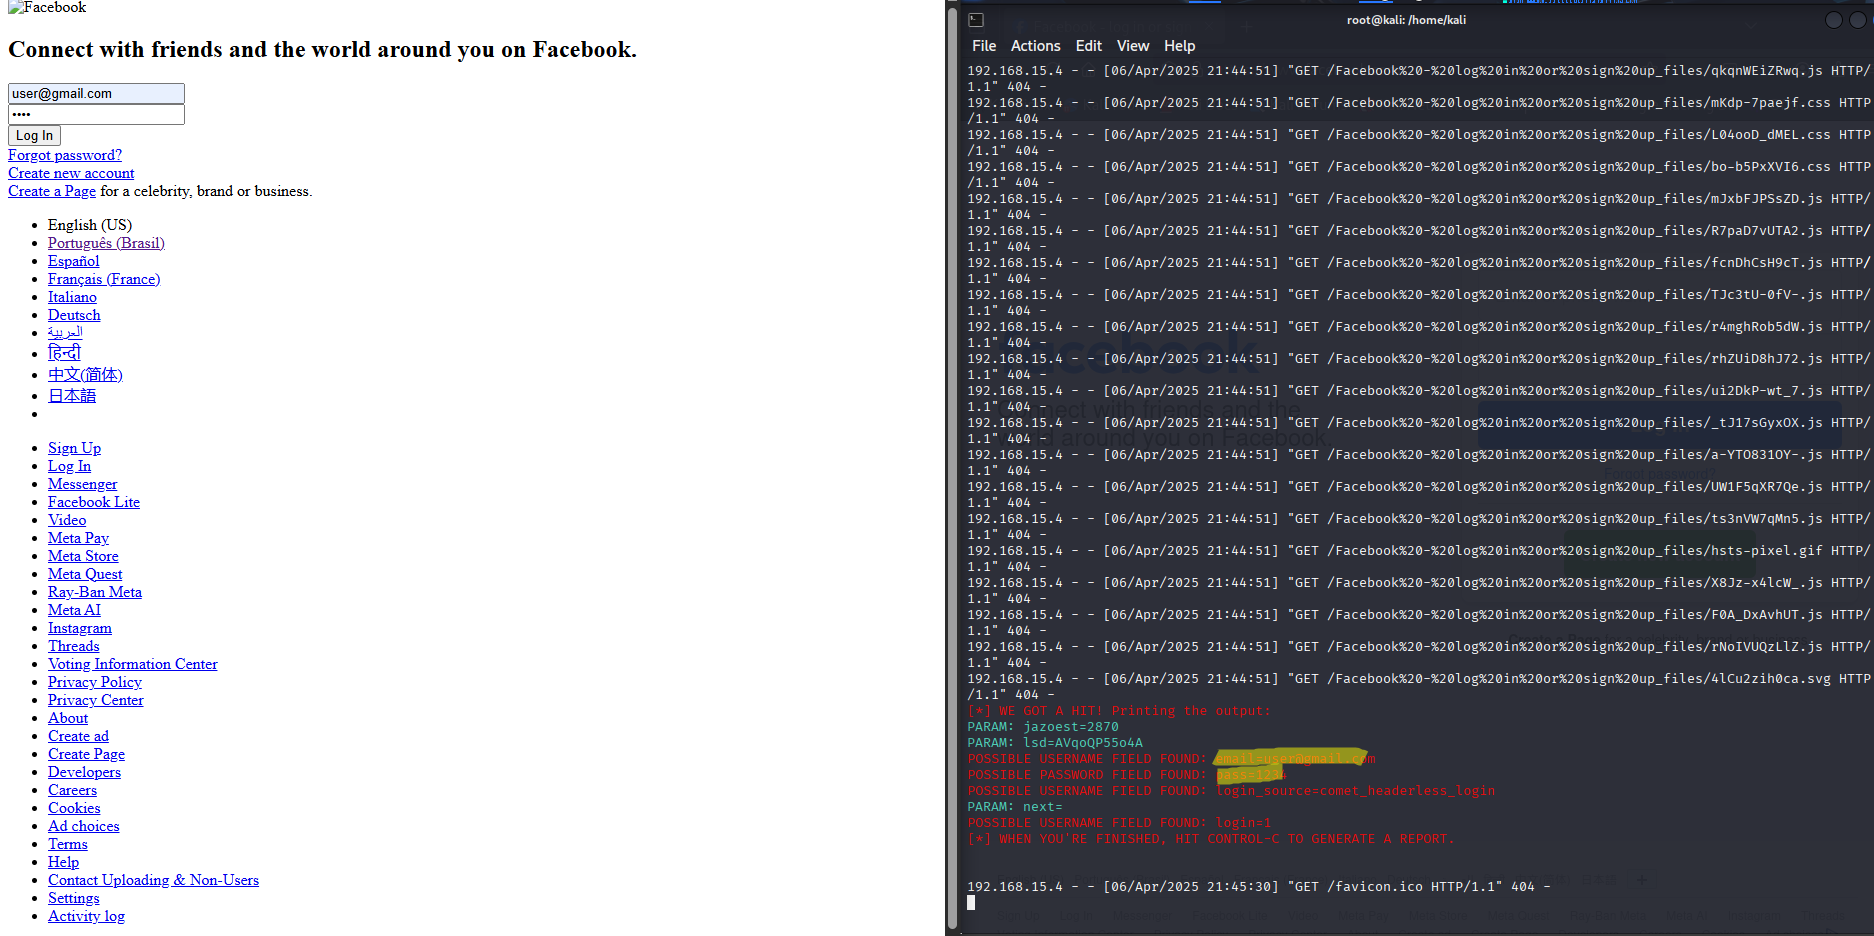 Facebook
Connect with friends and the world around you on Facebook.
user@gmail.com
••••
Log In
Forgot password?
Create new account
Create a Page for a celebrity, brand or business.
English (US)
Português (Brasil)
Español
Français (France)
Italiano
Deutsch
العربية
हिन्दी
中文(简体)
日本語
Sign Up
Log In
Messenger
Facebook Lite
Video
Meta Pay
Meta Store
Meta Quest
Ray-Ban Meta
Meta AI
Instagram
Threads
Voting Information Center
Privacy Policy
Privacy Center
About
Create ad
Create Page
Developers
Careers
Cookies
Ad choices
Terms
Help
Contact Uploading & Non-Users
Settings
Activity log
root@kali: /home/kali
File Actions Edit View Help
192.168.15.4 - - [06/Apr/2025 21:44:51] "GET /Facebook%20-%20log%20in%20or%20sign%20up_files/qkqnWEiZRwq.js HTTP/
1.1" 404 -
192.168.15.4 - - [06/Apr/2025 21:44:51] "GET /Facebook%20-%20log%20in%20or%20sign%20up_files/mKdp-7paejf.css HTTP
/1.1" 404 -
192.168.15.4 - - [06/Apr/2025 21:44:51] "GET /Facebook%20-%20log%20in%20or%20sign%20up_files/L04ooD_dMEL.css HTTP
/1.1" 404 -
192.168.15.4 - - [06/Apr/2025 21:44:51] "GET /Facebook%20-%20log%20in%20or%20sign%20up_files/bo-b5PxXVI6.css HTTP
/1.1" 404 -
192.168.15.4 - - [06/Apr/2025 21:44:51] "GET /Facebook%20-%20log%20in%20or%20sign%20up_files/mJxbFJPSsZD.js HTTP/
1.1" 404 -
192.168.15.4 - - [06/Apr/2025 21:44:51] "GET /Facebook%20-%20log%20in%20or%20sign%20up_files/R7paD7vUTA2.js HTTP/
1.1" 404 -
192.168.15.4 - - [06/Apr/2025 21:44:51] "GET /Facebook%20-%20log%20in%20or%20sign%20up_files/fcnDhCsH9cT.js HTTP/
1.1" 404 -
192.168.15.4 - - [06/Apr/2025 21:44:51] "GET /Facebook%20-%20log%20in%20or%20sign%20up_files/TJc3tU-0fV-.js HTTP/
1.1" 404 -
192.168.15.4 - - [06/Apr/2025 21:44:51] "GET /Facebook%20-%20log%20in%20or%20sign%20up_files/r4mghRob5dW.js HTTP/
1.1" 404 -
192.168.15.4 - - [06/Apr/2025 21:44:51] "GET /Facebook%20-%20log%20in%20or%20sign%20up_files/rhZUiD8hJ72.js HTTP/
1.1" 404 -
192.168.15.4 - - [06/Apr/2025 21:44:51] "GET /Facebook%20-%20log%20in%20or%20sign%20up_files/ui2DkP-wt_7.js HTTP/
1.1" 404 -
192.168.15.4 - - [06/Apr/2025 21:44:51] "GET /Facebook%20-%20log%20in%20or%20sign%20up_files/_tJ17sGyxOX.js HTTP/
1.1" 404 -
192.168.15.4 - - [06/Apr/2025 21:44:51] "GET /Facebook%20-%20log%20in%20or%20sign%20up_files/a-YTO831OY-.js HTTP/
1.1" 404 -
192.168.15.4 - - [06/Apr/2025 21:44:51] "GET /Facebook%20-%20log%20in%20or%20sign%20up_files/UW1F5qXR7Qe.js HTTP/
1.1" 404 -
192.168.15.4 - - [06/Apr/2025 21:44:51] "GET /Facebook%20-%20log%20in%20or%20sign%20up_files/ts3nVW7qMn5.js HTTP/
1.1" 404 -
192.168.15.4 - - [06/Apr/2025 21:44:51] "GET /Facebook%20-%20log%20in%20or%20sign%20up_files/hsts-pixel.gif HTTP/
1.1" 404 -
192.168.15.4 - - [06/Apr/2025 21:44:51] "GET /Facebook%20-%20log%20in%20or%20sign%20up_files/X8Jz-x4lcW_.js HTTP/
1.1" 404 -
192.168.15.4 - - [06/Apr/2025 21:44:51] "GET /Facebook%20-%20log%20in%20or%20sign%20up_files/F0A_DxAvhUT.js HTTP/
1.1" 404 -
192.168.15.4 - - [06/Apr/2025 21:44:51] "GET /Facebook%20-%20log%20in%20or%20sign%20up_files/rNoIVUQzLlZ.js HTTP/
1.1" 404 -
192.168.15.4 - - [06/Apr/2025 21:44:51] "GET /Facebook%20-%20log%20in%20or%20sign%20up_files/4lCu2zih0ca.svg HTTP
/1.1" 404 -
[*] WE GOT A HIT! Printing the output:
PARAM: jazoest=2870
PARAM: lsd=AVqoQP55o4A
POSSIBLE USERNAME FIELD FOUND: email=user@gmail.com
POSSIBLE PASSWORD FIELD FOUND: pass=1234
POSSIBLE USERNAME FIELD FOUND: login_source=comet_headerless_login
PARAM: next=
POSSIBLE USERNAME FIELD FOUND: login=1
[*] WHEN YOU'RE FINISHED, HIT CONTROL-C TO GENERATE A REPORT.
192.168.15.4 - - [06/Apr/2025 21:45:30] "GET /favicon.ico HTTP/1.1" 404 -